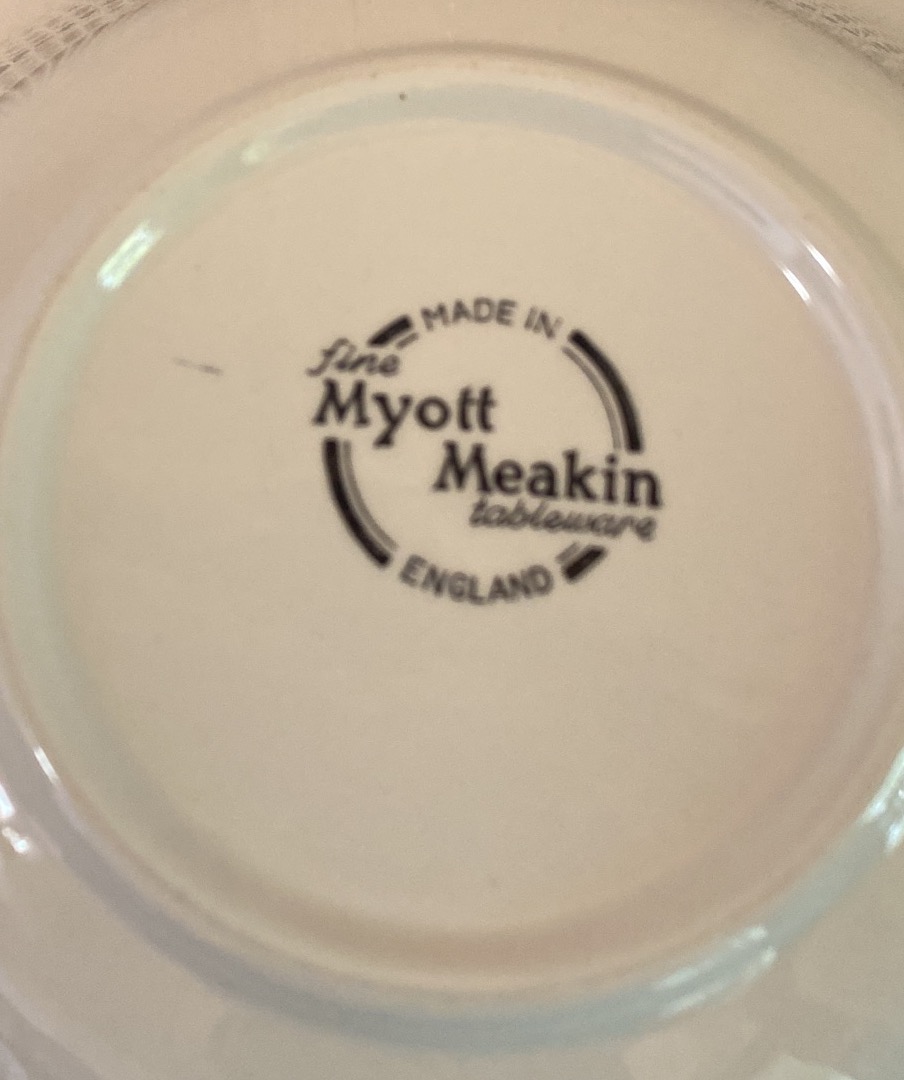 MADE IN
fine
Myott
Meakin
tableware
ENGLAND